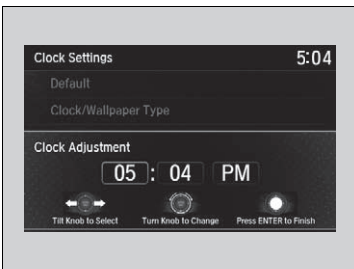 Clock Settings 5:04
Default
Clock/Wallpaper Type
Clock Adjustment
05 : 04 PM
Tilt Knob to Select Turn Knob to Change Press ENTER to Finish